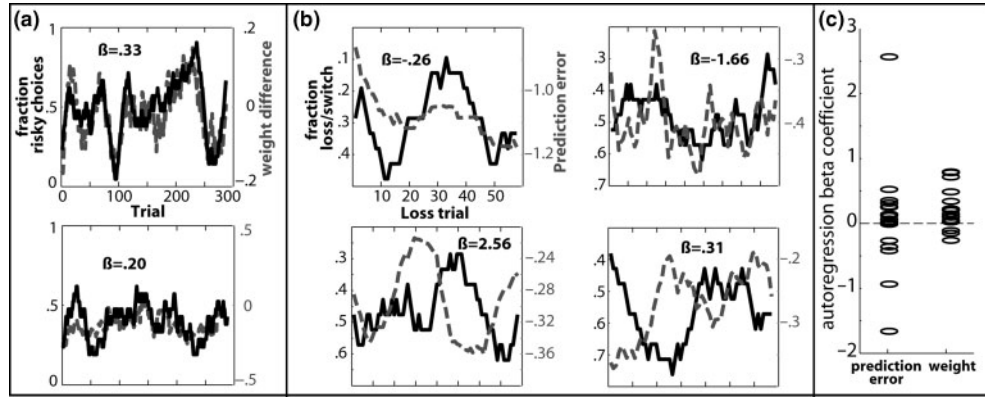 (a)
1
.5
0
ß=.33
0.2
0
−0.2
fraction
risky choices
weight difference
0 100 200 300
Trial
1
.5
0
ß=.20
.5
0
−.5
(b)
.1
.2
.3
.4
ß=-.26
−1.0
−1.2
fraction
loss/switch
Prediction error
0 10 20 30 40 50
Loss trial
.3
.4
.5
.6
.7
ß=-1.66
−.3
−.4
.3
.4
.5
.6
ß=2.56
−.24
−.28
−.32
−.36
.4
.5
.6
.7
ß=.31
−.2
−.3
(c)
3
2
1
0
−1
−2
autoregression beta coefficient
prediction weight
error